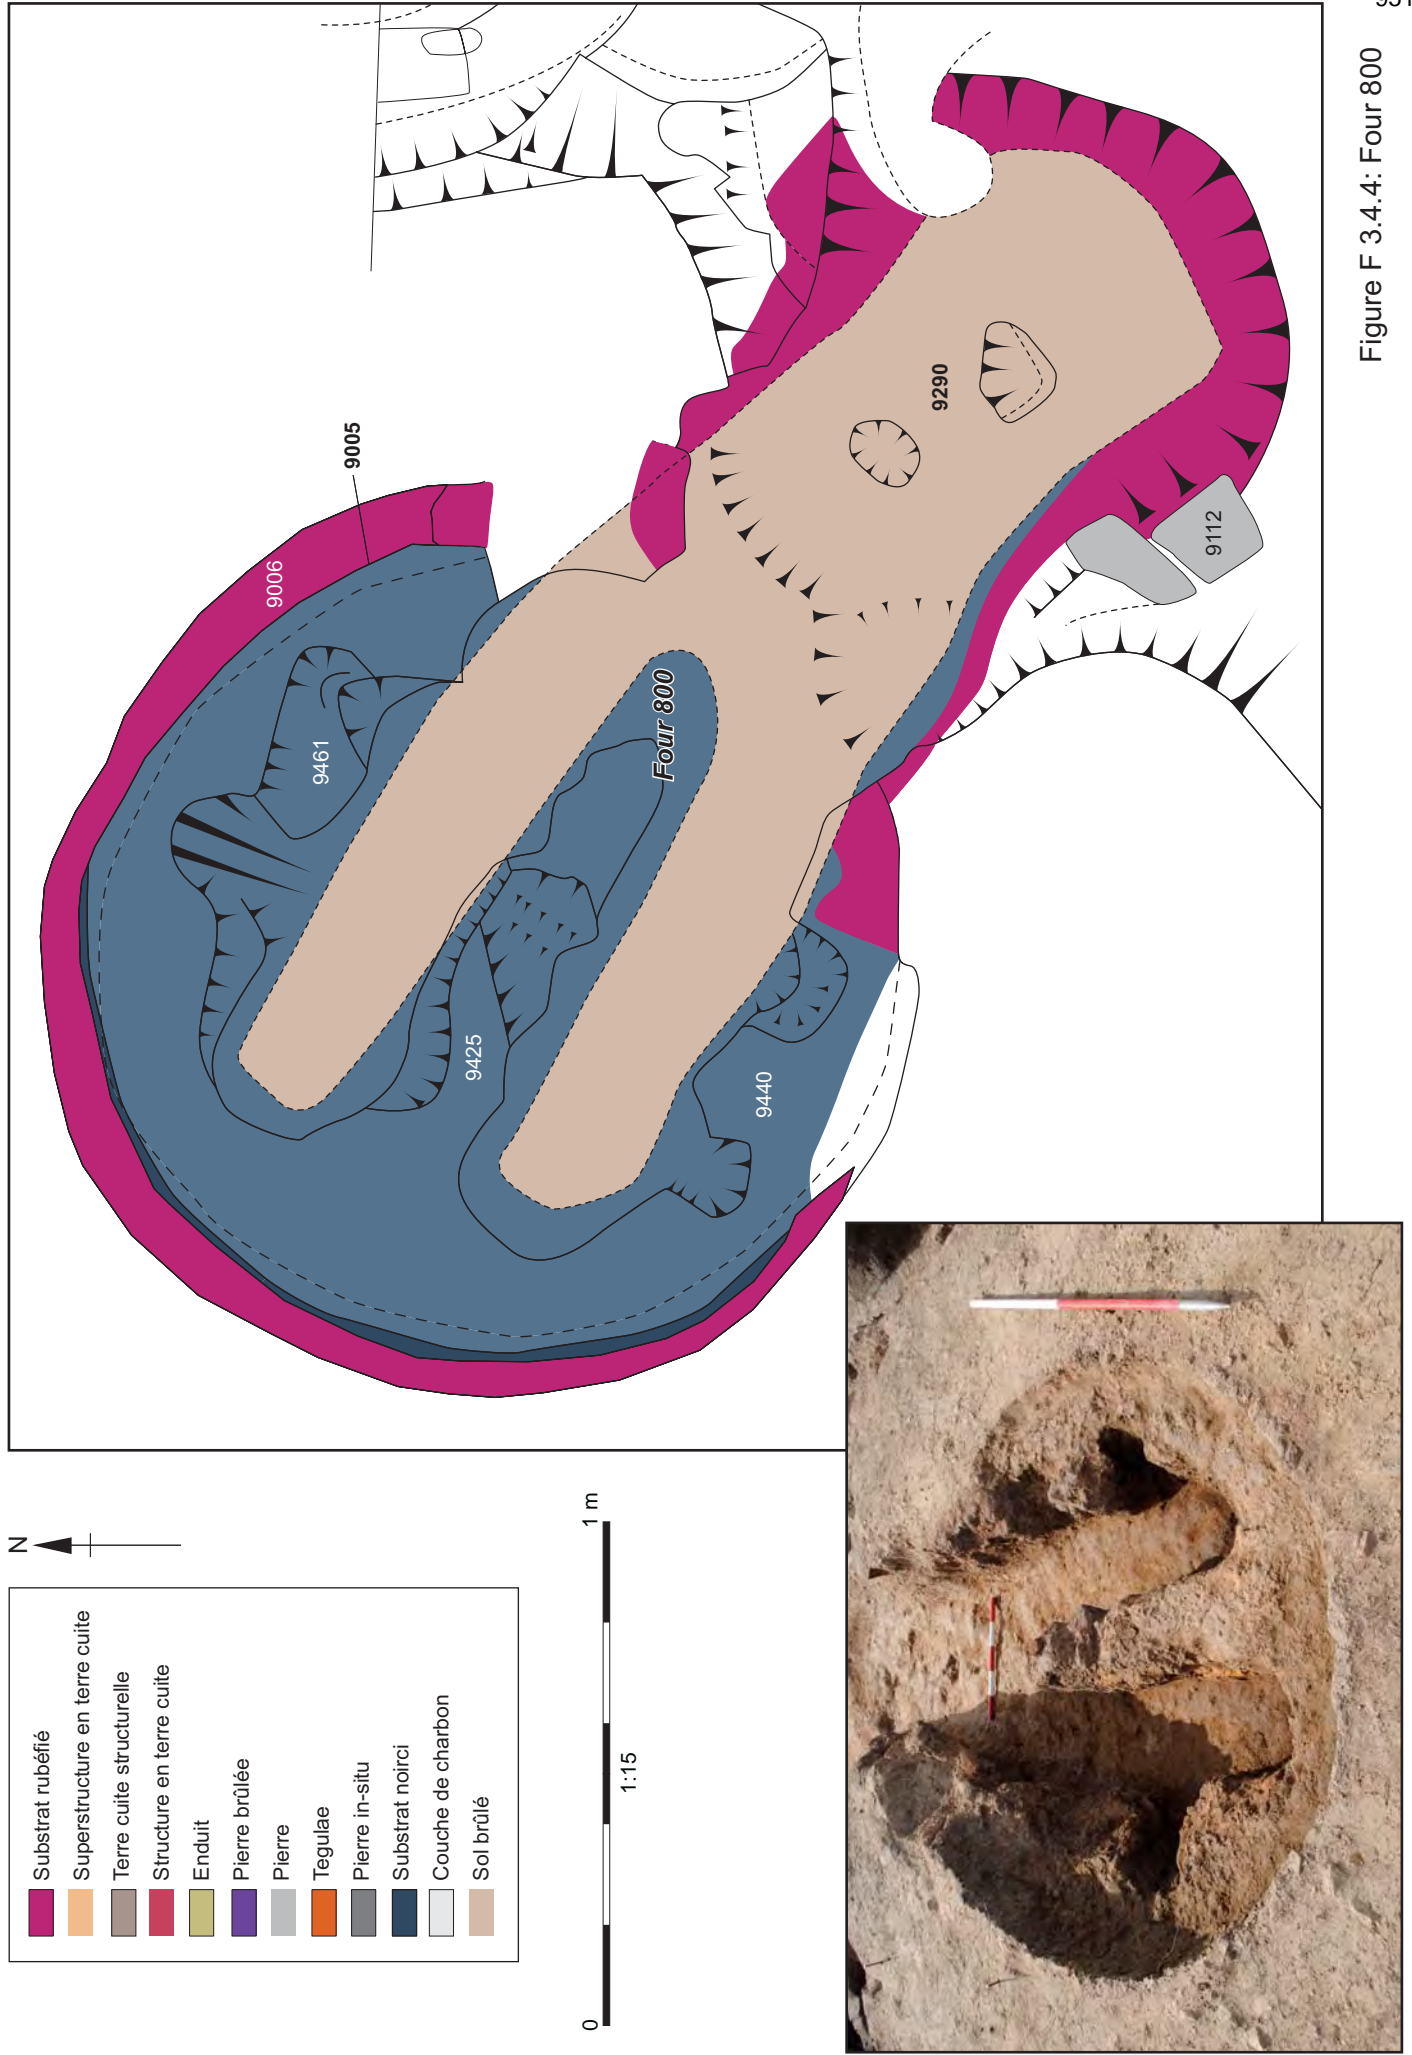 Figure F 3.4.4: Four 800
9005
9006
9290
9112
Four 800
9461
9425
9440
N
Substrat rubéfié
Superstructure en terre cuite
Terre cuite structurelle
Structure en terre cuite
Enduit
Pierre brûlée
Pierre
Tegulae
Pierre in-situ
Substrat noirci
Couche de charbon
Sol brûlé
0
1 m
1:15